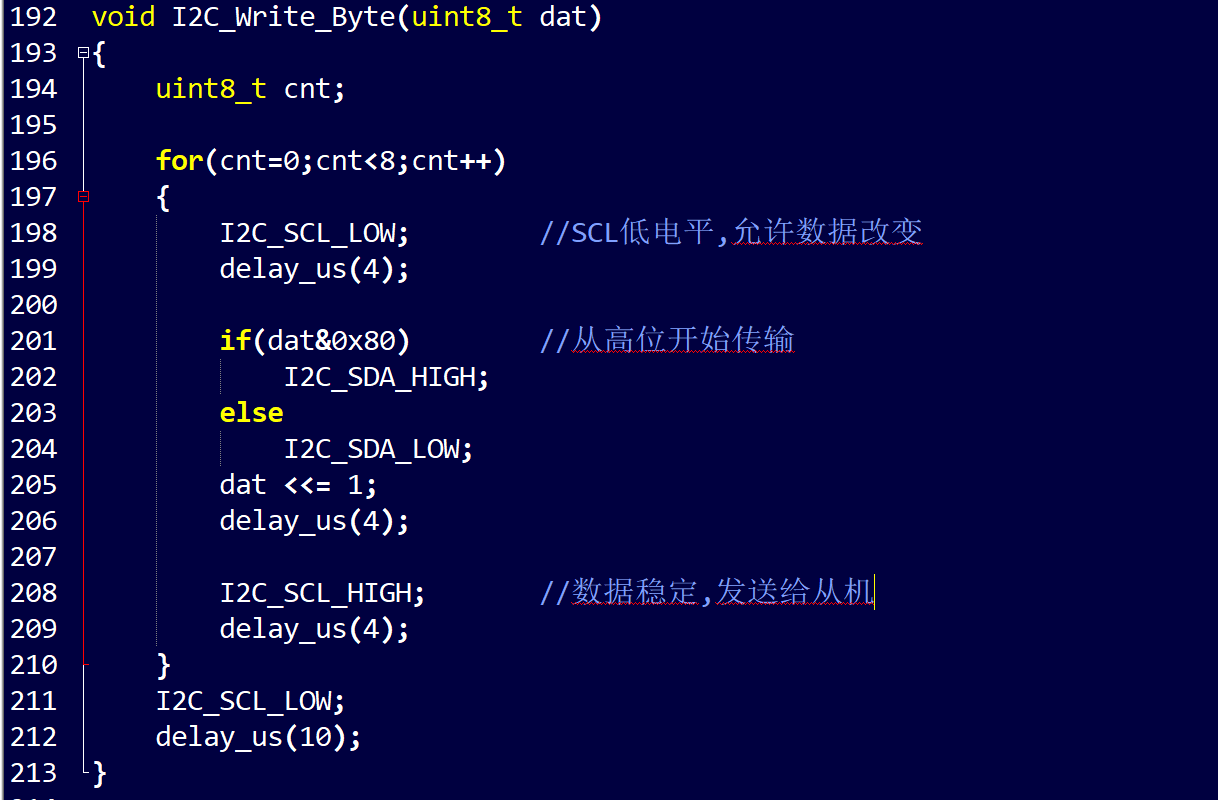 192 void I2C_Write_Byte(uint8_t dat)
193 {
194 uint8_t cnt;
195
196 for(cnt=0;cnt<8;cnt++)
197 {
198 I2C_SCL_LOW; //SCL低电平,允许数据改变
199 delay_us(4);
200
201 if(dat&0x80) //从高位开始传输
202 I2C_SDA_HIGH;
203 else
204 I2C_SDA_LOW;
205 dat <<= 1;
206 delay_us(4);
207
208 I2C_SCL_HIGH; //数据稳定,发送给从机
209 delay_us(4);
210 }
211 I2C_SCL_LOW;
212 delay_us(10);
213 }